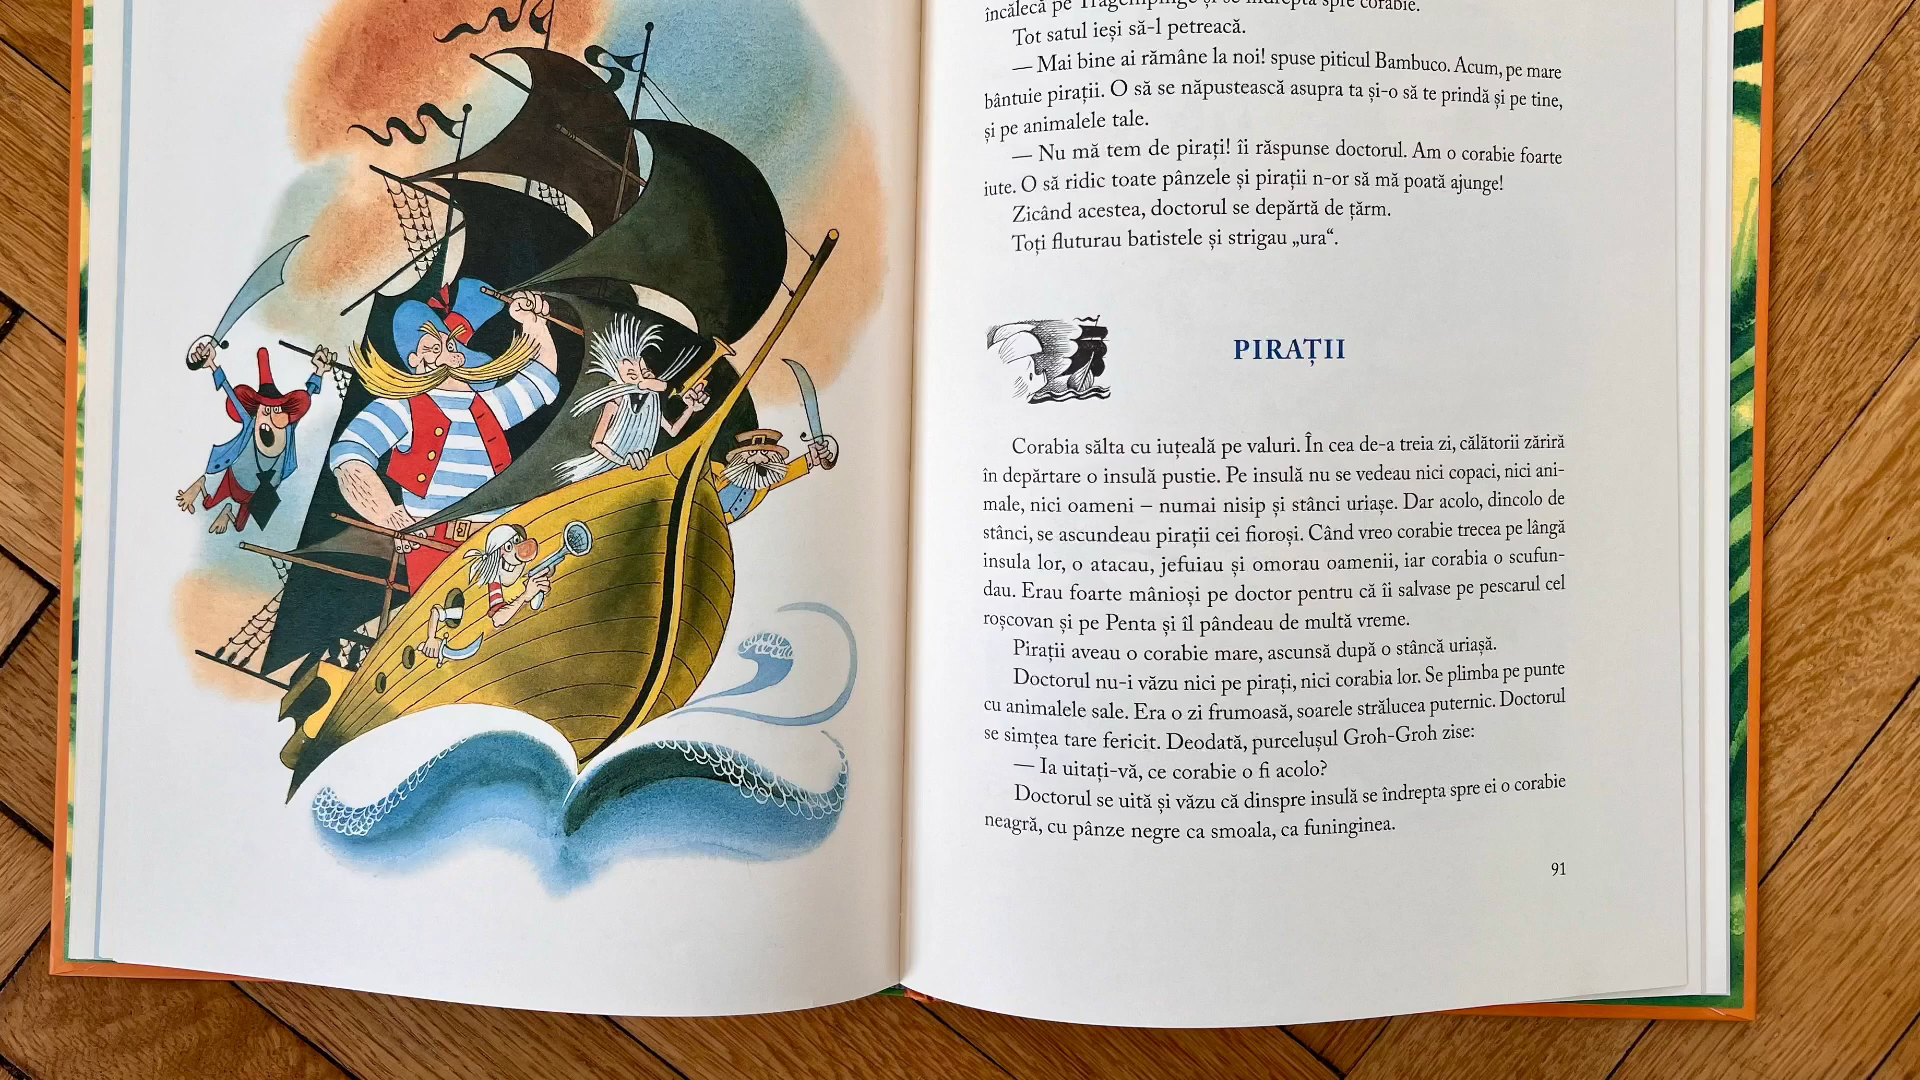 încălecă pe Tragempinge și se îndreptă spre corabie.
Tot satul ieși să-l petreacă.
— Mai bine ai rămâne la noi! spuse piticul Bambuco. Acum, pe mare
bântuie pirații. O să se năpustească asupra ta și-o să te prindă și pe tine,
și pe animalele tale.
— Nu mă tem de pirați! îi răspunse doctorul. Am o corabie foarte
iute. O să ridic toate pânzele și pirații n-or să mă poată ajunge!
Zicând acestea, doctorul se depărtă de țărm.
Toți fluturau batistele și strigau „ura“.
PIRAȚII
Corabia sălta cu iuțeală pe valuri. În cea de-a treia zi, călătorii zăriră
în depărtare o insulă pustie. Pe insulă nu se vedeau nici copaci, nici ani-
male, nici oameni – numai nisip și stânci uriașe. Dar acolo, dincolo de
stânci, se ascundeau pirații cei fioroși. Când vreo corabie trecea pe lângă
insula lor, o atacau, jefuiau și omorau oamenii, iar corabia o scufun-
dau. Erau foarte mânioși pe doctor pentru că îi salvase pe pescarul cel
roșcovan și pe Penta și îl pândeau de multă vreme.
Pirații aveau o corabie mare, ascunsă după o stâncă uriașă.
Doctorul nu-i văzu nici pe pirați, nici corabia lor. Se plimba pe punte
cu animalele sale. Era o zi frumoasă, soarele strălucea puternic. Doctorul
se simțea tare fericit. Deodată, purcelușul Groh-Groh zise:
— Ia uitați-vă, ce corabie o fi acolo?
Doctorul se uită și văzu că dinspre insulă se îndrepta spre ei o corabie
neagră, cu pânze negre ca smoala, ca funinginea.
91